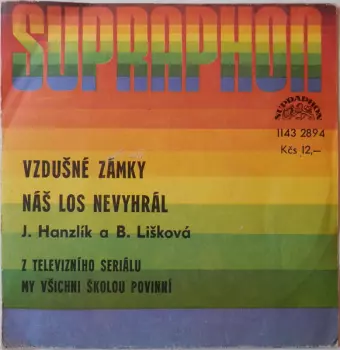 SUPRAPHON
SUPRAPHON
1143 2894
Kčs 12,–
VZDUŠNÉ ZÁMKY
NÁŠ LOS NEVYHRÁL
J. Hanzlík a B. Lišková
Z TELEVIZNÍHO SERIÁLU
MY VŠICHNI ŠKOLOU POVINNÍ